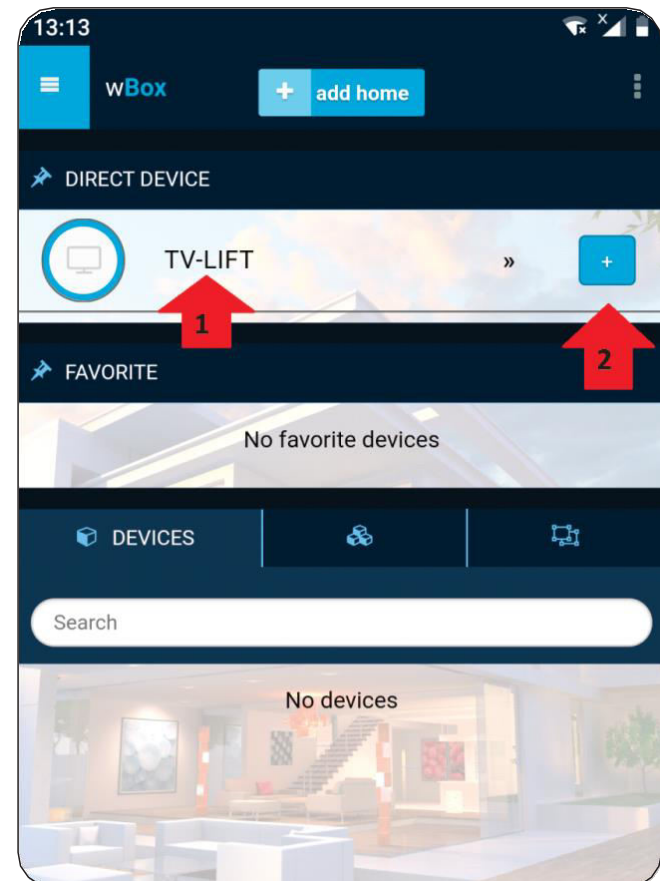 13:13
wBox
+ add home
DIRECT DEVICE
TV-LIFT » +
1
2
FAVORITE
No favorite devices
DEVICES
Search
No devices